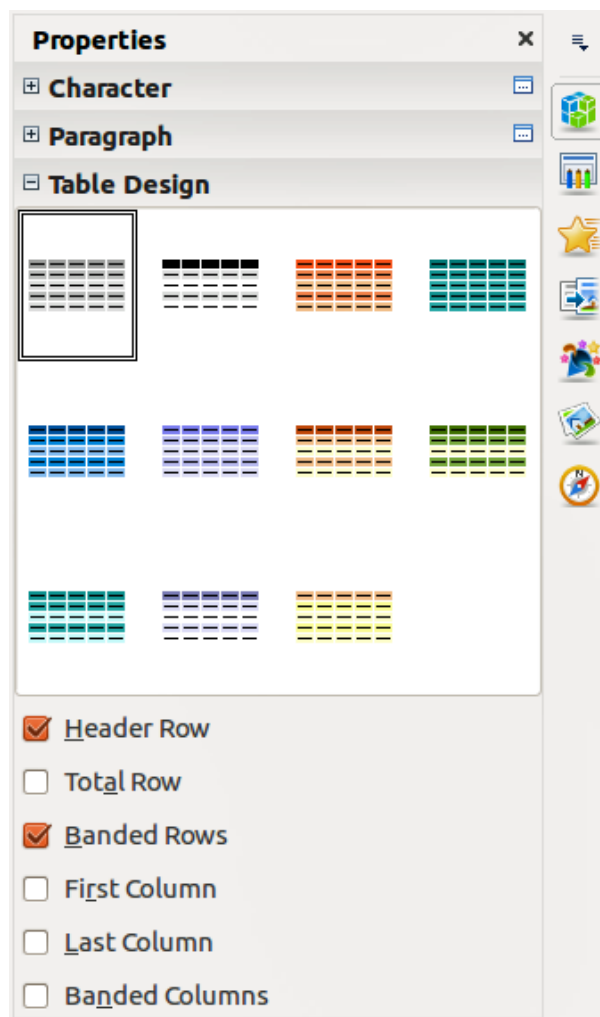 Properties
Character
Paragraph
Table Design
Header Row
Total Row
Banded Rows
First Column
Last Column
Banded Columns